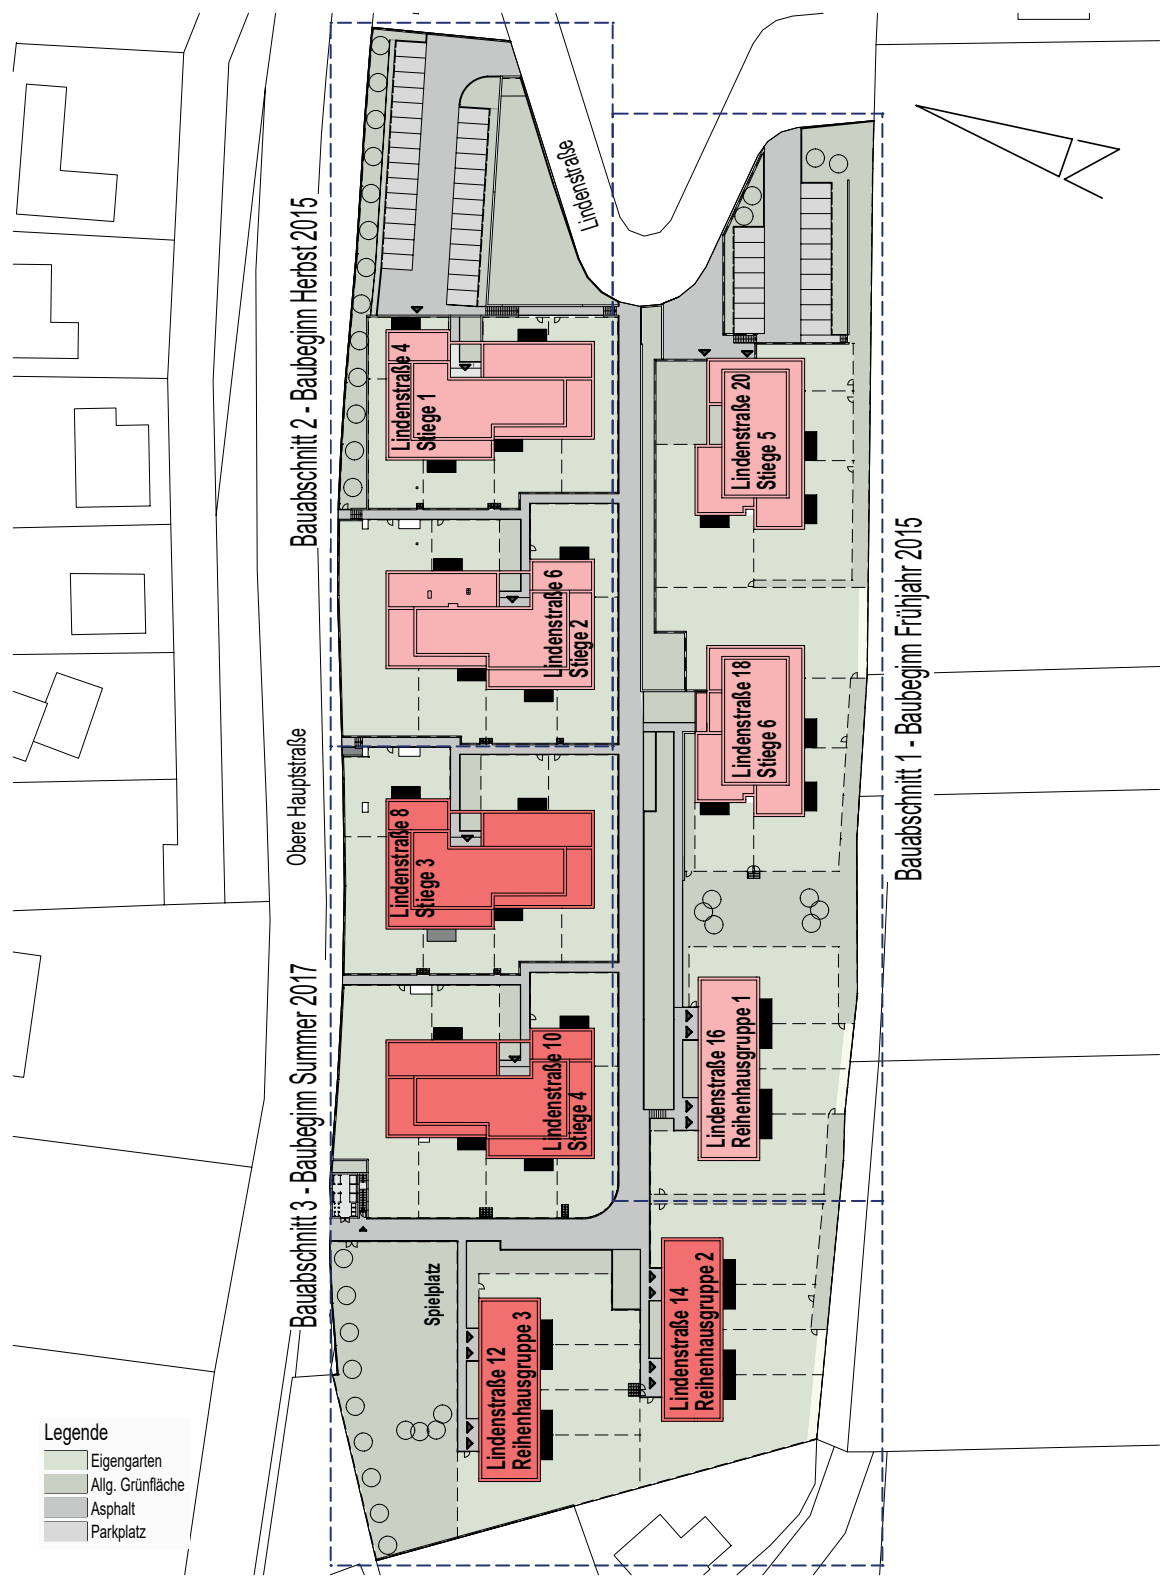 Bauabschnitt 2 - Baubeginn Herbst 2015
Lindenstraße
Lindenstraße 4
Stiege 1
Lindenstraße 20
Stiege 5
Lindenstraße 6
Stiege 2
Bauabschnitt 1 - Baubeginn Frühjahr 2015
Lindenstraße 18
Stiege 6
Obere Hauptstraße
Lindenstraße 8
Stiege 3
Lindenstraße 16
Reihenhausgruppe 1
Bauabschnitt 3 - Baubeginn Summer 2017
Lindenstraße 10
Stiege 4
Spielplatz
Lindenstraße 14
Reihenhausgruppe 2
Lindenstraße 12
Reihenhausgruppe 3
Legende
Eigengarten
Allg. Grünfläche
Asphalt
Parkplatz